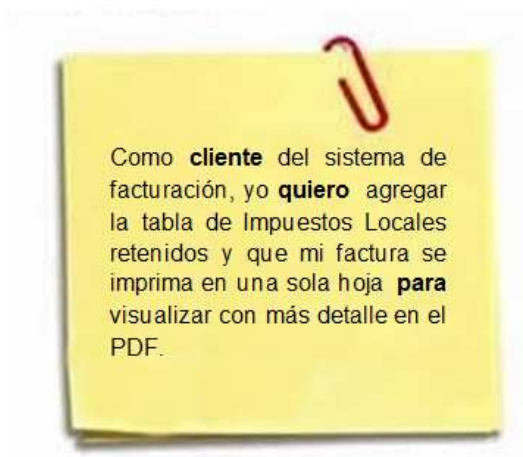 Como cliente del sistema de
facturación, yo quiero agregar
la tabla de Impuestos Locales
retenidos y que mi factura se
imprima en una sola hoja para
visualizar con más detalle en el
PDF.